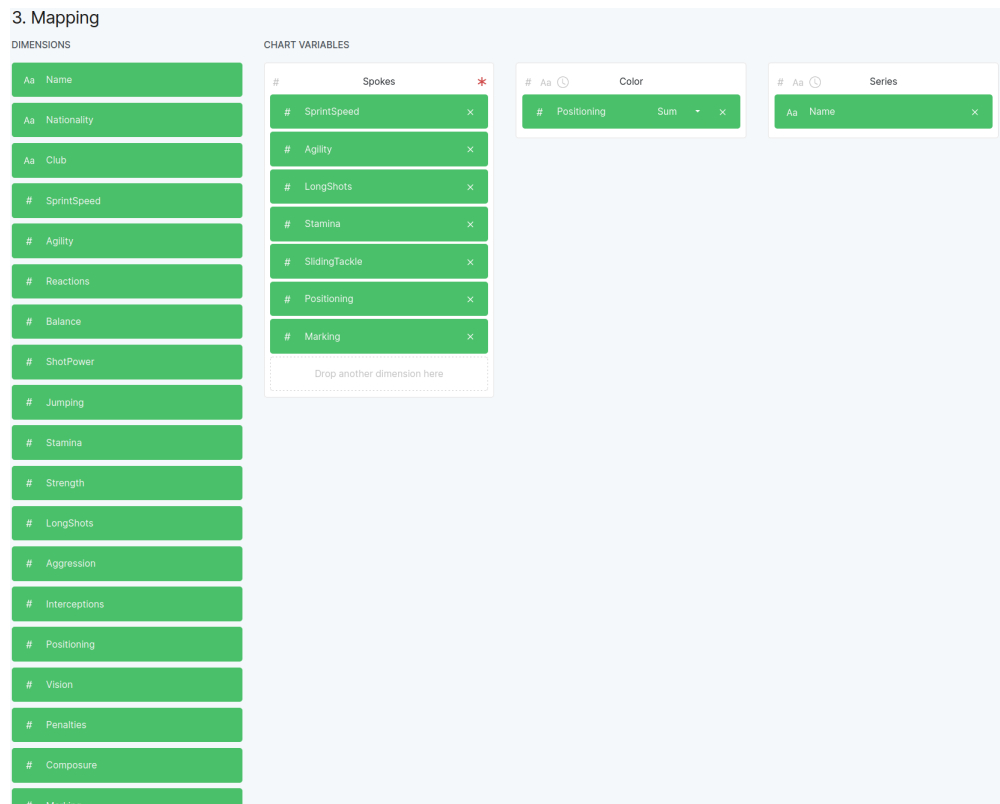 3. Mapping
DIMENSIONS
Aa Name
Aa Nationality
Aa Club
# SprintSpeed
# Agility
# Reactions
# Balance
# ShotPower
# Jumping
# Stamina
# Strength
# LongShots
# Aggression
# Interceptions
# Positioning
# Vision
# Penalties
# Composure
CHART VARIABLES
# Spokes *
# SprintSpeed ×
# Agility ×
# LongShots ×
# Stamina ×
# SlidingTackle ×
# Positioning ×
# Marking ×
Drop another dimension here
# Aa Color
# Positioning Sum ×
# Aa Series
Aa Name ×